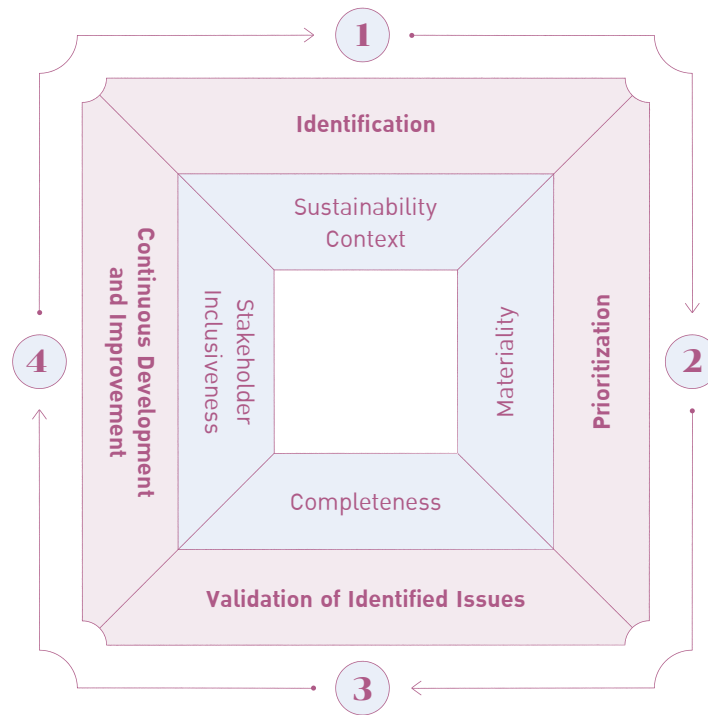 1
Identification
Sustainability
Context
2
Prioritization
Materiality
3
Validation of Identified Issues
Completeness
4
Continuous Development
and Improvement
Stakeholder
Inclusiveness